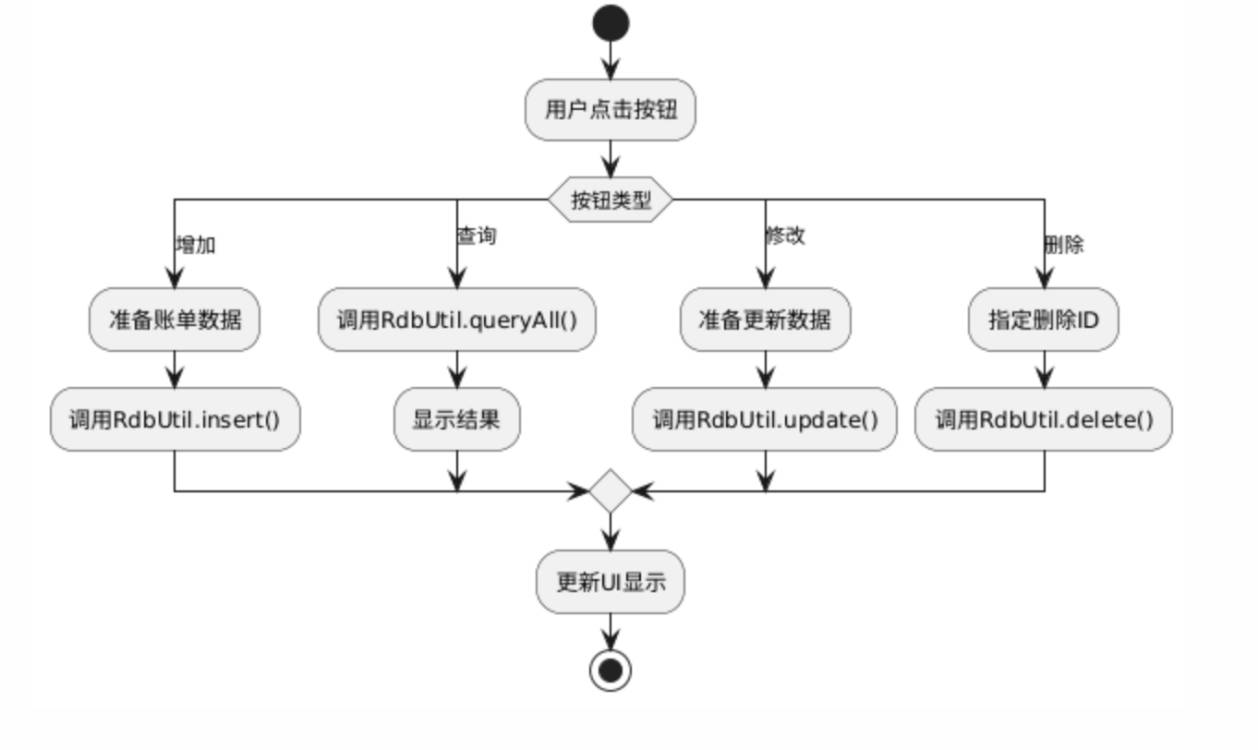 用户点击按钮
按钮类型
增加
查询
修改
删除
准备账单数据
调用RdbUtil.queryAll()
准备更新数据
指定删除ID
调用RdbUtil.insert()
显示结果
调用RdbUtil.update()
调用RdbUtil.delete()
更新UI显示